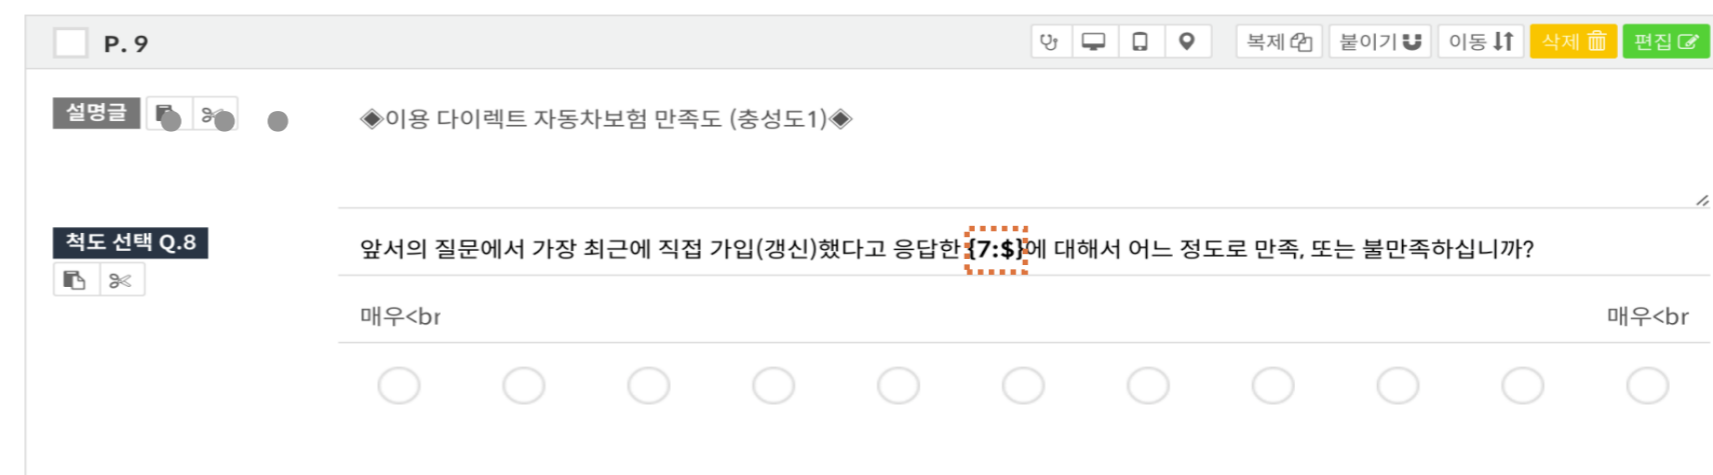 P. 9
복제 붙이기 이동 삭제 편집
설명글
◈이용 다이렉트 자동차보험 만족도 (충성도1)◈
척도 선택 Q.8
앞서의 질문에서 가장 최근에 직접 가입(갱신)했다고 응답한 {7:$}에 대해서 어느 정도로 만족, 또는 불만족하십니까?
매우<br 매우<br